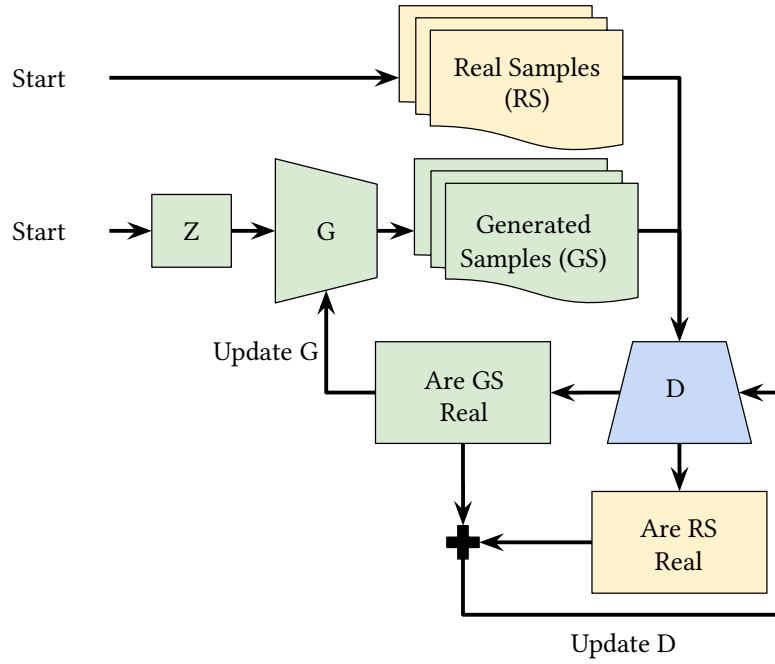 Start
Real Samples
(RS)
Start
Z
G
Generated
Samples (GS)
Update G
Are GS
Real
D
Are RS
Real
Update D